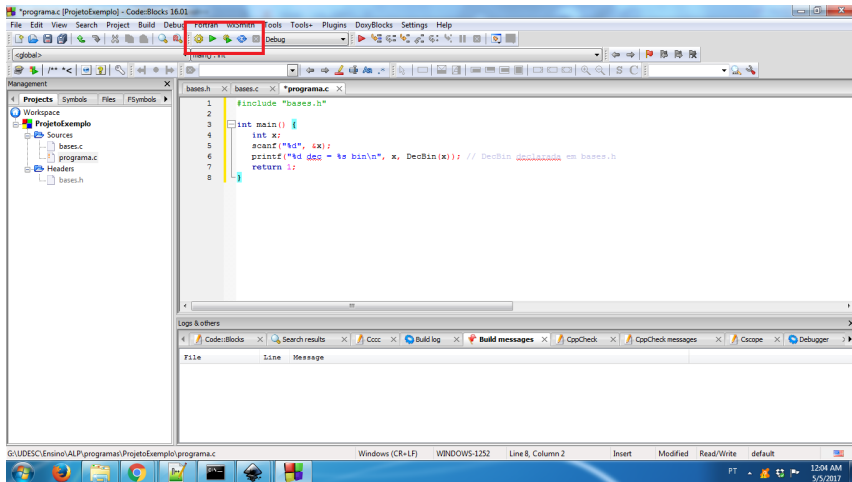 *programa.c [ProjetoExemplo] - Code::Blocks 16.01
File Edit View Search Project Build Debug Fortran wxSmith Tools Tools+ Plugins DoxyBlocks Settings Help
Debug
<global>
main() : int
/** *<
S C
Management
Projects Symbols Files FSymbols
Workspace
ProjetoExemplo
Sources
bases.c
programa.c
Headers
bases.h
bases.h bases.c *programa.c
1 #include "bases.h"
2
3 int main() {
4 int x;
5 scanf("%d", &x);
6 printf("%d dec = %s bin\n", x, DecBin(x)); // DecBin declarada em bases.h
7 return 1;
8 }
Logs & others
Code::Blocks Search results Cccc Build log Build messages CppCheck CppCheck messages Cscope Debugger
File Line Message
G:\UDESC\Ensino\ALP\programas\ProjetoExemplo\programa.c Windows (CR+LF) WINDOWS-1252 Line 8, Column 2 Insert Modified Read/Write default
PT 12:04 AM
5/5/2017